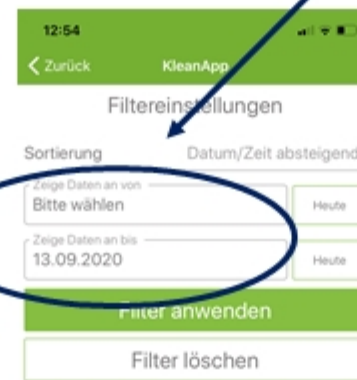 12:54
Zurück KleanApp
Filtereinstellungen
Sortierung Datum/Zeit absteigend
Zeige Daten an von
Bitte wählen Heute
Zeige Daten an bis
13.09.2020 Heute
Filter anwenden
Filter löschen